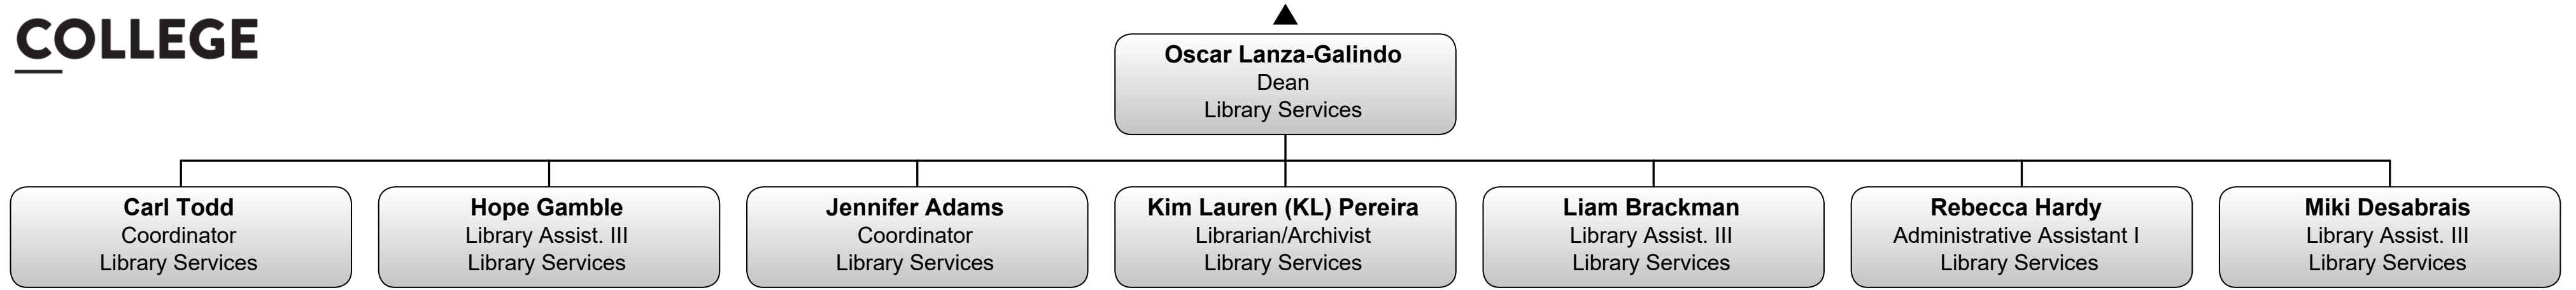 COLLEGE
Oscar Lanza-Galindo
Dean
Library Services
Carl Todd
Coordinator
Library Services
Hope Gamble
Library Assist. III
Library Services
Jennifer Adams
Coordinator
Library Services
Kim Lauren (KL) Pereira
Librarian/Archivist
Library Services
Liam Brackman
Library Assist. III
Library Services
Rebecca Hardy
Administrative Assistant I
Library Services
Miki Desabrais
Library Assist. III
Library Services